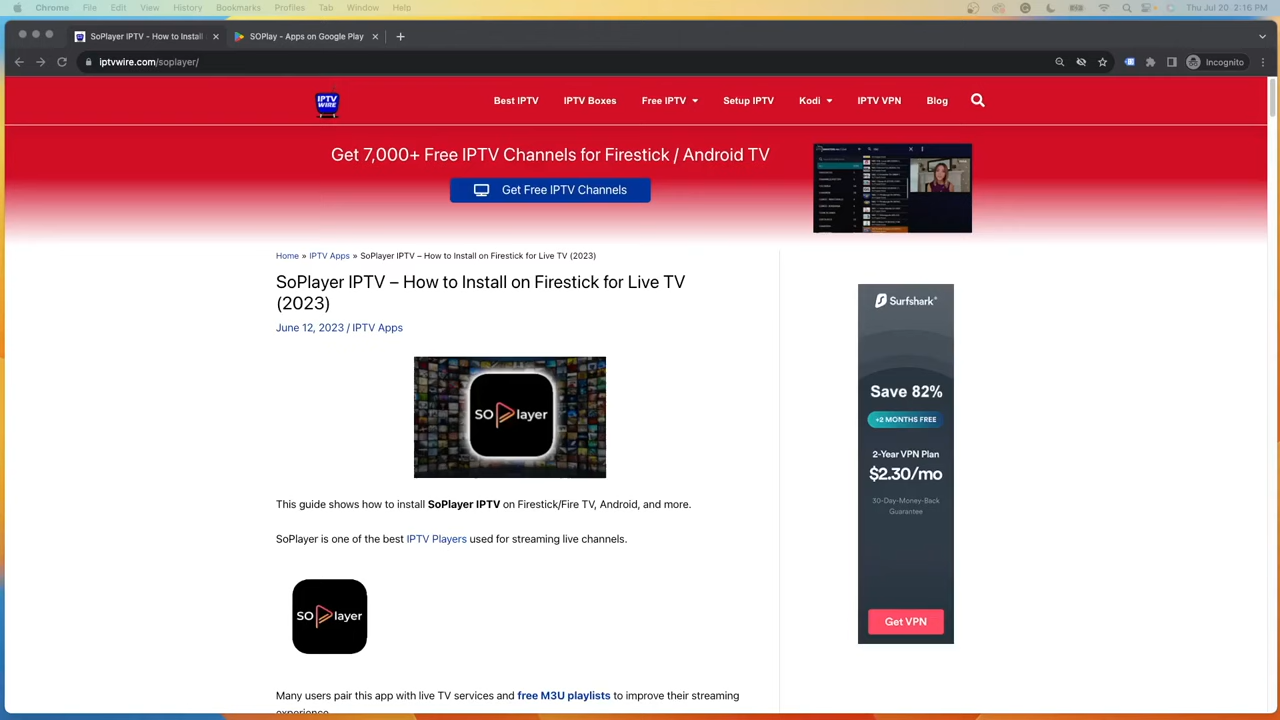 Chrome File Edit View History Bookmarks Profiles Tab Window Help Thu Jul 20 2:16 PM
SoPlayer IPTV - How to Install SOPlay - Apps on Google Play
iptvwire.com/soplayer/ Incognito
IPTV WIRE
Best IPTV IPTV Boxes Free IPTV Setup IPTV Kodi IPTV VPN Blog
Get 7,000+ Free IPTV Channels for Firestick / Android TV
Get Free IPTV Channels
Home » IPTV Apps » SoPlayer IPTV – How to Install on Firestick for Live TV (2023)
SoPlayer IPTV – How to Install on Firestick for Live TV
(2023)
June 12, 2023 / IPTV Apps
SO Player
This guide shows how to install SoPlayer IPTV on Firestick/Fire TV, Android, and more.
SoPlayer is one of the best IPTV Players used for streaming live channels.
SO Player
Many users pair this app with live TV services and free M3U playlists to improve their streaming
experience.
Surfshark
Save 82%
+2 MONTHS FREE
2-Year VPN Plan
$2.30/mo
30-Day-Money-Back
Guarantee
Get VPN